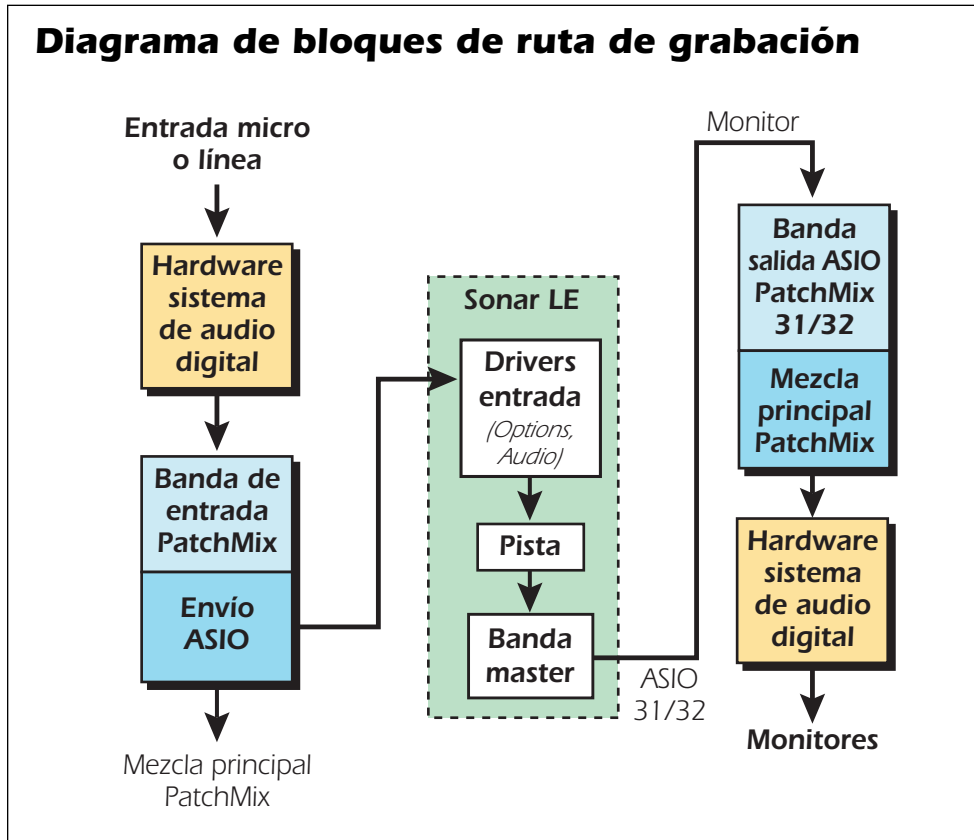 Diagrama de bloques de ruta de grabación
Entrada micro
o línea
Hardware
sistema
de audio
digital
Banda de
entrada
PatchMix
Envío
ASIO
Mezcla principal
PatchMix
Sonar LE
Drivers
entrada
(Options,
Audio)
Pista
Banda
master
ASIO
31/32
Monitor
Banda
salida ASIO
PatchMix
31/32
Mezcla
principal
PatchMix
Hardware
sistema
de audio
digital
Monitores